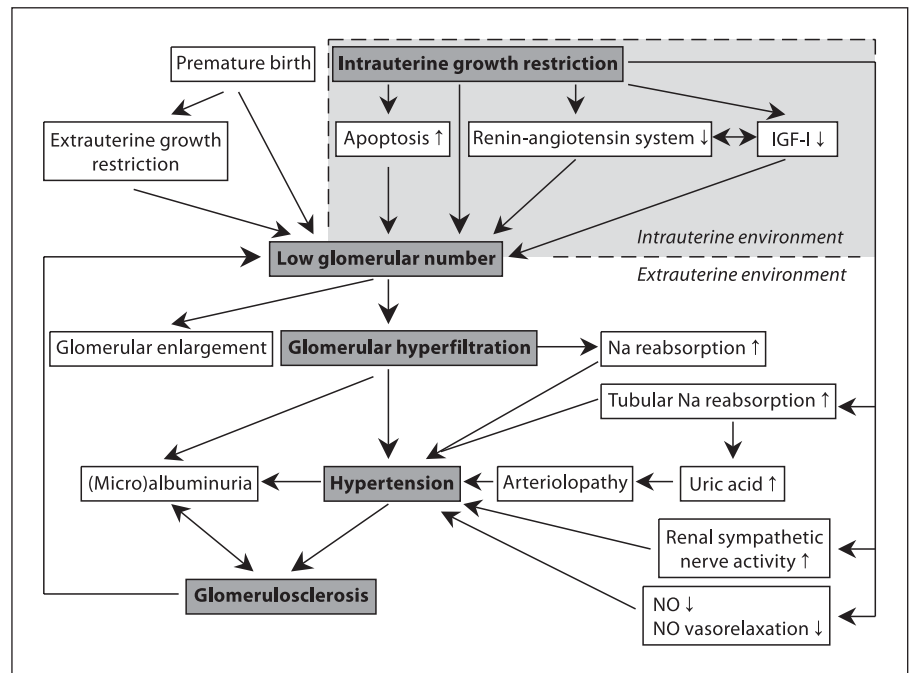 Premature birth
Intrauterine growth restriction
Extrauterine growth
restriction
Apoptosis ↑
Renin-angiotensin system ↓
IGF-I ↓
Intrauterine environment
Low glomerular number
Extrauterine environment
Glomerular enlargement
Glomerular hyperfiltration
Na reabsorption ↑
Tubular Na reabsorption ↑
(Micro)albuminuria
Hypertension
Arteriolopathy
Uric acid ↑
Renal sympathetic
nerve activity ↑
Glomerulosclerosis
NO ↓
NO vasorelaxation ↓